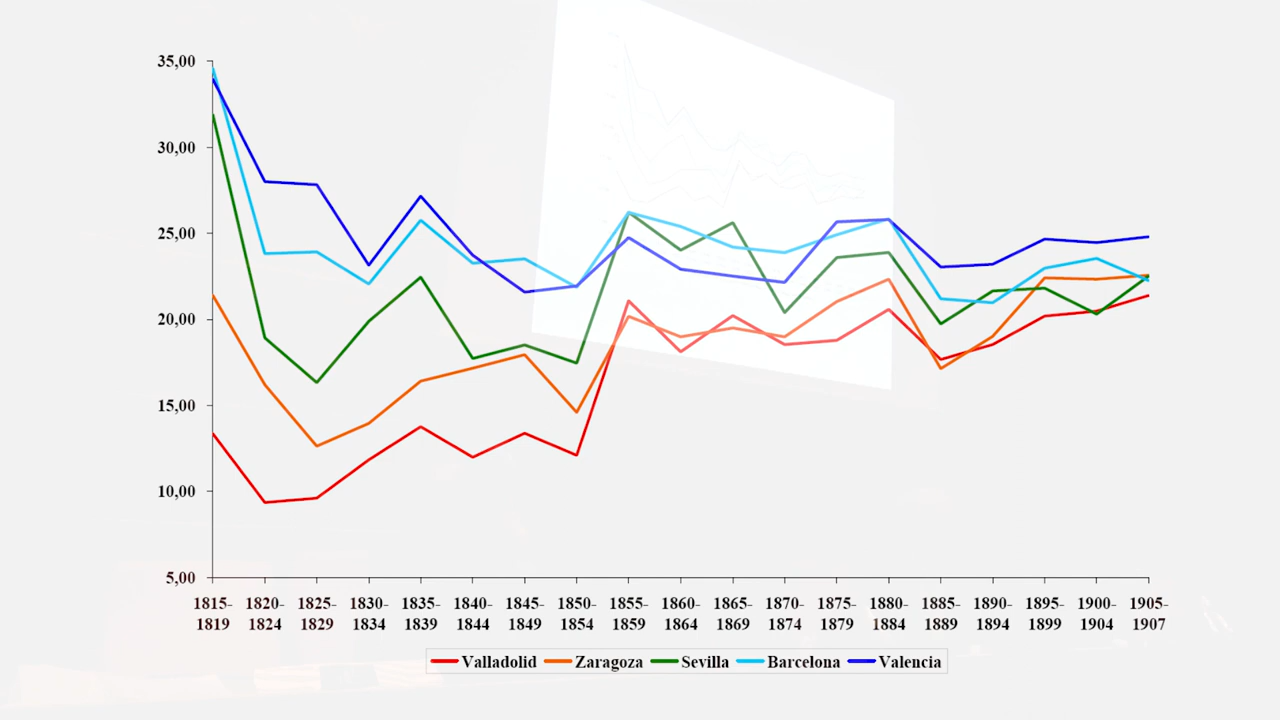 35,00
30,00
25,00
20,00
15,00
10,00
5,00
1815- 1820- 1825- 1830- 1835- 1840- 1845- 1850- 1855- 1860- 1865- 1870- 1875- 1880- 1885- 1890- 1895- 1900- 1905-
1819 1824 1829 1834 1839 1844 1849 1854 1859 1864 1869 1874 1879 1884 1889 1894 1899 1904 1907
Valladolid Zaragoza Sevilla Barcelona Valencia